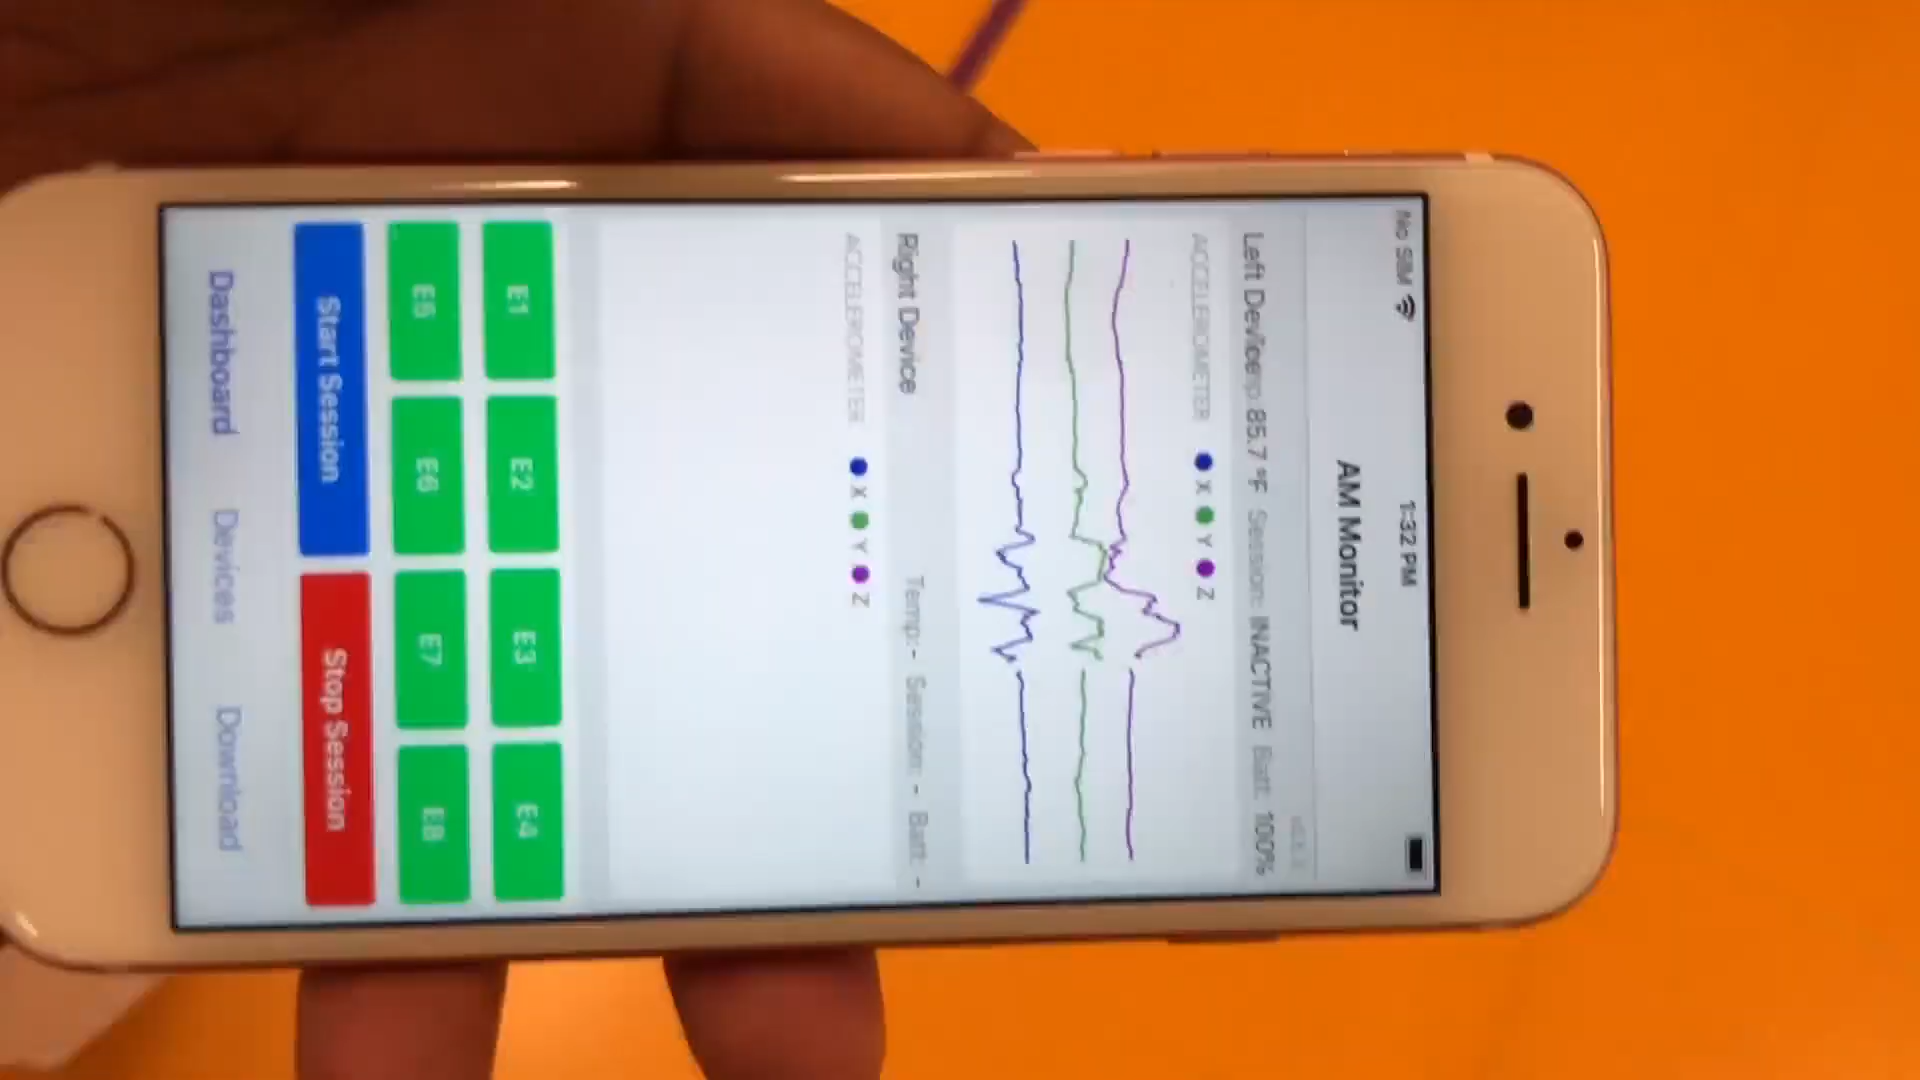 No SIM 1:32 PM
AM Monitor
Left Device 85.7 °F Session: INACTIVE Batt: 100%
ACCELEROMETER X Y Z
Right Device Temp: - Session: - Batt: -
ACCELEROMETER X Y Z
E1 E2 E3 E4
E5 E6 E7 E8
Start Session Stop Session
Dashboard Devices Download